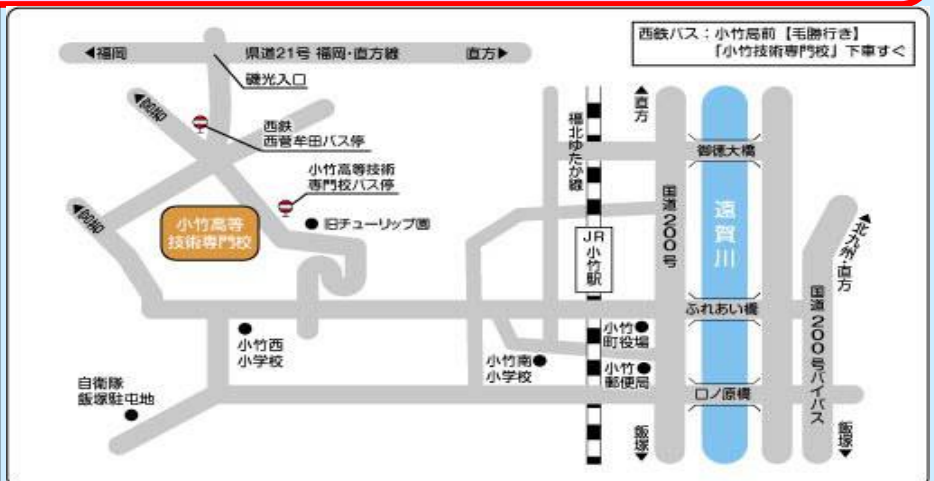 西鉄バス：小竹局前【毛勝行き】
「小竹技術専門校」下車すぐ
◀福岡
県道21号 福岡・直方線
直方▶
磯光入口
◀BOHO
西鉄
西菅牟田バス停
小竹高等技術
専門校バス停
◀BOHO
小竹高等
技術専門校
●旧チューリップ園
福北ゆたか線
▲直方
御徳大橋
国道200号
遠賀川
JR小竹駅
◀北九州・直方
国道200号バイパス
ふれあい橋
小竹西
小学校
小竹南●
小学校
小竹●
町役場
小竹●
郵便局
自衛隊
飯塚駐屯地
口ノ原橋
飯塚▼
飯塚▼